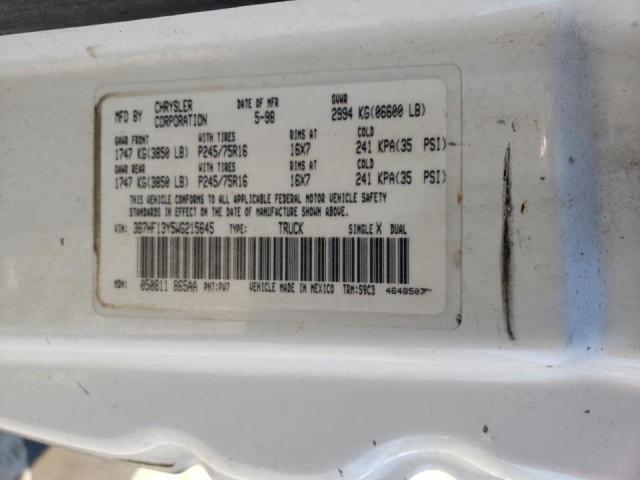 MFD BY CHRYSLER CORPORATION DATE OF MFR 5-98 GVWR 2994 KG(06600 LB)
GAWR FRONT WITH TIRES RIMS AT COLD
1747 KG(3850 LB) P245/75R16 16X7 241 KPA(35 PSI)
GAWR REAR WITH TIRES RIMS AT COLD
1747 KG(3850 LB) P245/75R16 16X7 241 KPA(35 PSI)
THIS VEHICLE CONFORMS TO ALL APPLICABLE FEDERAL MOTOR VEHICLE SAFETY
STANDARDS IN EFFECT ON THE DATE OF MANUFACTURE SHOWN ABOVE.
VIN: 3B7HF13Y5WG215645 TYPE: TRUCK SINGLE X DUAL
MDH: 050811 865AA PNT:PW7 VEHICLE MADE IN MEXICO TRM:S9C3 4648507